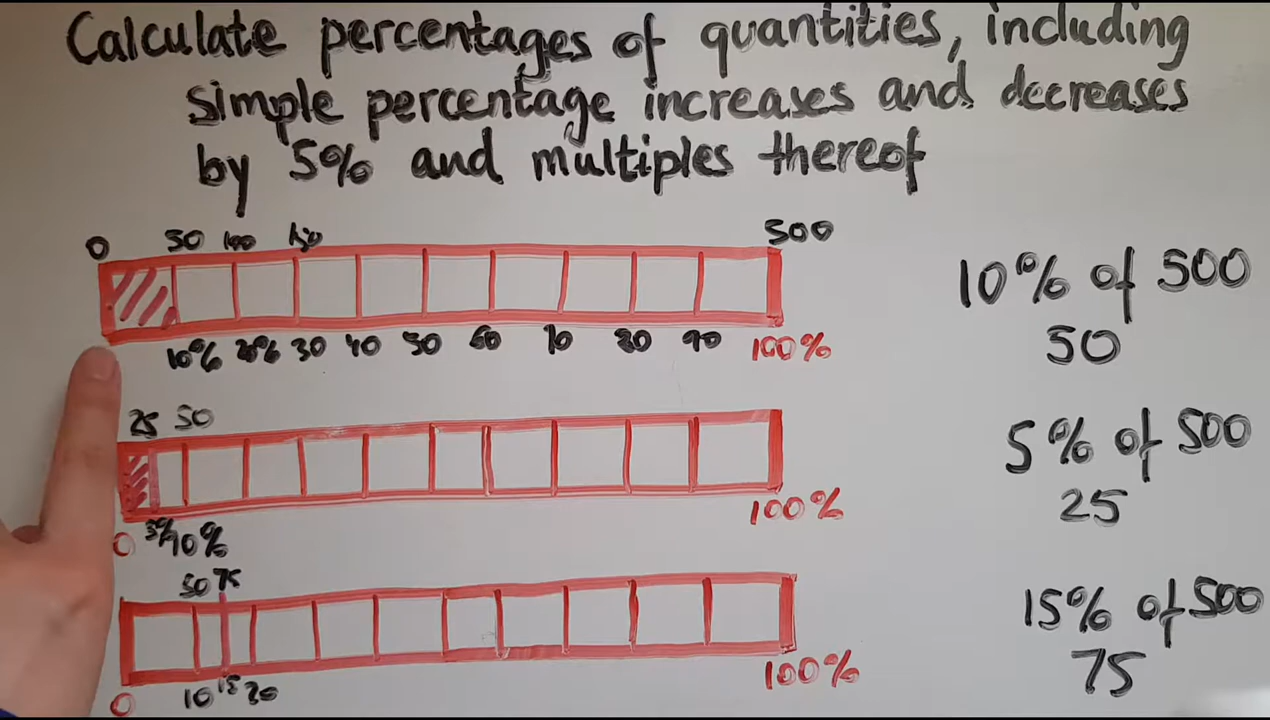 Calculate percentages of quantities, including
simple percentage increases and decreases
by 5% and multiples thereof
0 50 100 150 500
10% 20% 30 40 50 60 70 80 90 100%
10% of 500
50
25 50
0 5% 10% 100%
5% of 500
25
50 75
0 10 15 20 100%
15% of 500
75